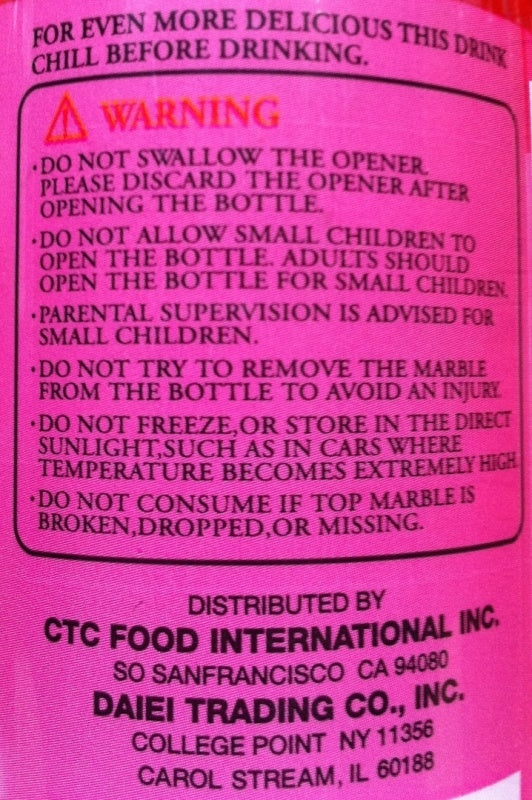 FOR EVEN MORE DELICIOUS THIS DRINK
CHILL BEFORE DRINKING.
WARNING
·DO NOT SWALLOW THE OPENER.
PLEASE DISCARD THE OPENER AFTER
OPENING THE BOTTLE.
·DO NOT ALLOW SMALL CHILDREN TO
OPEN THE BOTTLE. ADULTS SHOULD
OPEN THE BOTTLE FOR SMALL CHILDREN.
·PARENTAL SUPERVISION IS ADVISED FOR
SMALL CHILDREN.
·DO NOT TRY TO REMOVE THE MARBLE
FROM THE BOTTLE TO AVOID AN INJURY.
·DO NOT FREEZE,OR STORE IN THE DIRECT
SUNLIGHT,SUCH AS IN CARS WHERE
TEMPERATURE BECOMES EXTREMELY HIGH.
·DO NOT CONSUME IF TOP MARBLE IS
BROKEN,DROPPED,OR MISSING.
DISTRIBUTED BY
CTC FOOD INTERNATIONAL INC.
SO SANFRANCISCO CA 94080
DAIEI TRADING CO., INC.
COLLEGE POINT NY 11356
CAROL STREAM, IL 60188